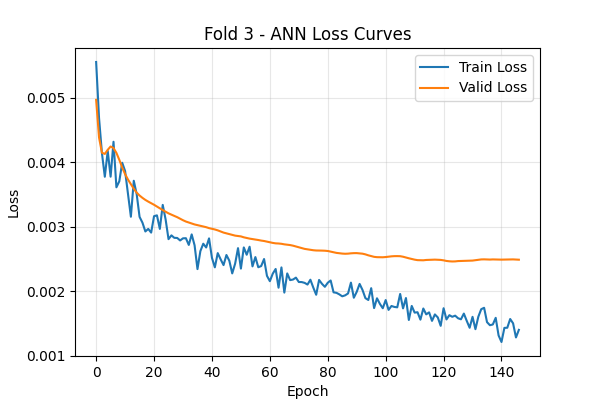 Fold 3 - ANN Loss Curves
Train Loss
Valid Loss
Loss
0.005
0.004
0.003
0.002
0.001
0 20 40 60 80 100 120 140
Epoch